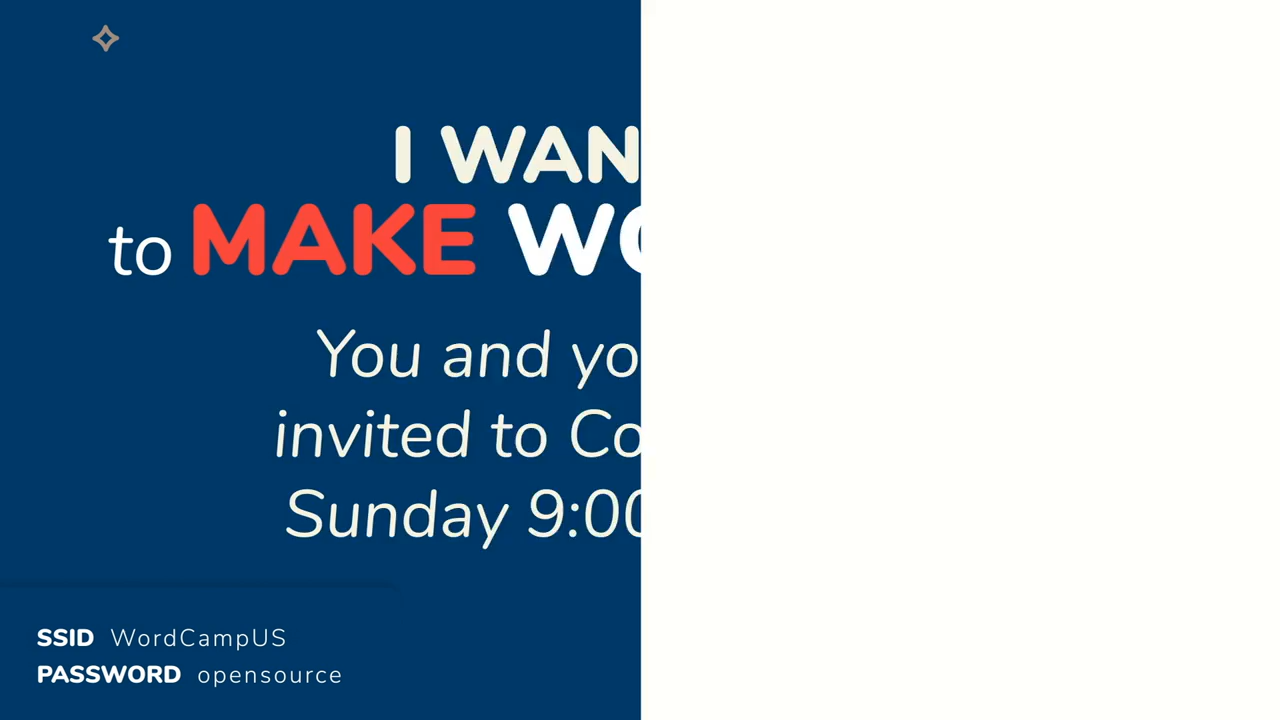 I WAN
to MAKE WO
You and yo
invited to Co
Sunday 9:00
SSID WordCampUS
PASSWORD opensource